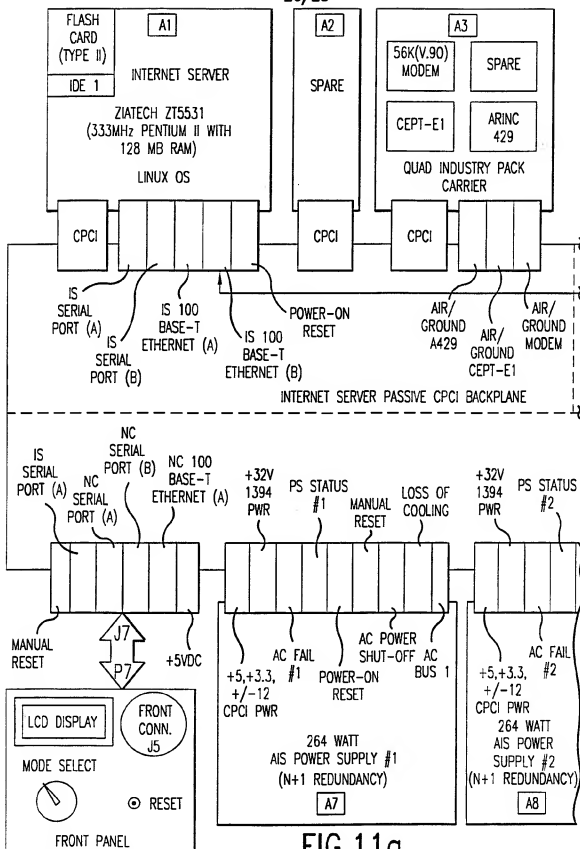 A1
FLASH
CARD
(TYPE II)
IDE 1
INTERNET SERVER
ZIATECH ZT5531
(333MHz PENTIUM II WITH
128 MB RAM)
LINUX OS
A2
SPARE
A3
56K(V.90)
MODEM
SPARE
CEPT-E1
ARINC
429
QUAD INDUSTRY PACK
CARRIER
CPCI
CPCI
CPCI
IS
SERIAL
PORT (A)
IS
SERIAL
PORT (B)
IS 100
BASE-T
ETHERNET (A)
IS 100
BASE-T
ETHERNET (B)
POWER-ON
RESET
AIR/
GROUND
A429
AIR/
GROUND
CEPT-E1
AIR/
GROUND
MODEM
INTERNET SERVER PASSIVE CPCI BACKPLANE
IS
SERIAL
PORT (A)
NC
SERIAL
PORT (A)
NC
SERIAL
PORT (B)
NC 100
BASE-T
ETHERNET (A)
+32V
1394
PWR
PS STATUS
#1
MANUAL
RESET
LOSS OF
COOLING
+32V
1394
PWR
PS STATUS
#2
MANUAL
RESET
J7
P7
+5VDC
+5,+3.3,
+/-12
CPCI PWR
AC FAIL
#1
POWER-ON
RESET
AC POWER
SHUT-OFF
AC
BUS 1
+5,+3.3,
+/-12
CPCI PWR
AC FAIL
#2
LCD DISPLAY
FRONT
CONN.
J5
MODE SELECT
RESET
FRONT PANEL
264 WATT
AIS POWER SUPPLY #1
(N+1 REDUNDANCY)
A7
264 WATT
AIS POWER
SUPPLY #2
(N+1 REDUNDANCY)
A8
FIG.11a